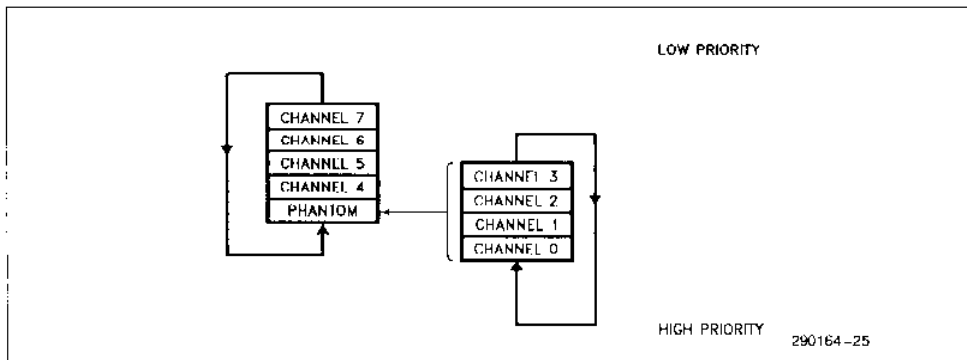 LOW PRIORITY
CHANNEL 7
CHANNEL 6
CHANNEL 5
CHANNEL 4
PHANTOM
CHANNEL 3
CHANNEL 2
CHANNEL 1
CHANNEL 0
HIGH PRIORITY
290164-25